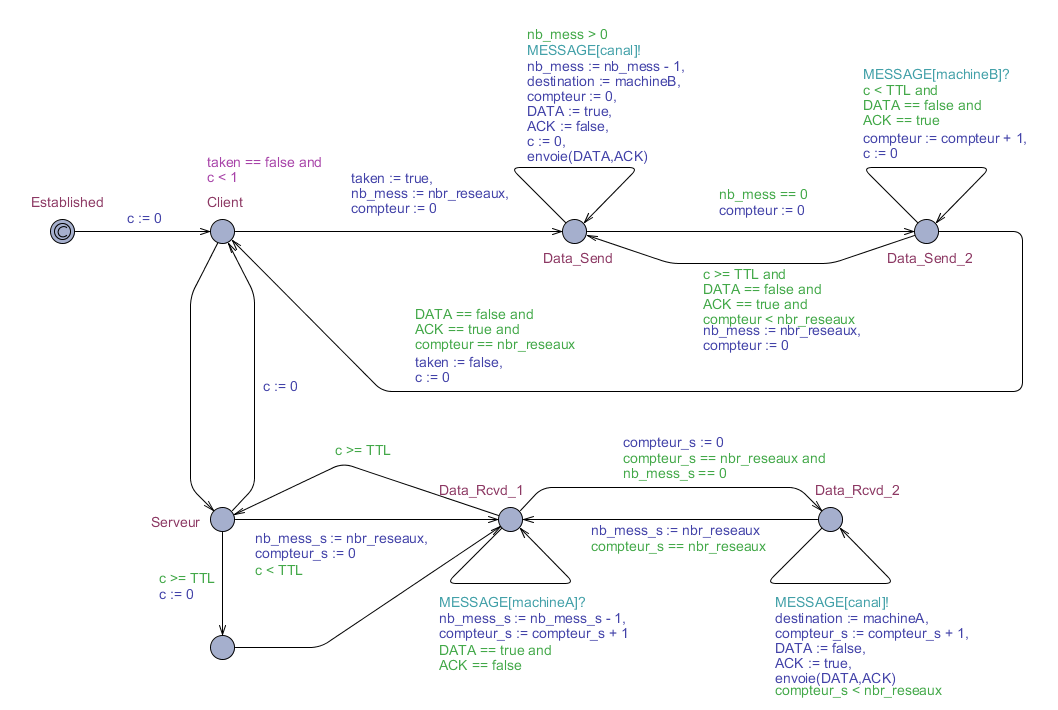 nb_mess > 0
MESSAGE[canal]!
nb_mess := nb_mess - 1,
destination := machineB,
compteur := 0,
DATA := true,
ACK := false,
c := 0,
envoie(DATA,ACK)
MESSAGE[machineB]?
c < TTL and
DATA == false and
ACK == true
compteur := compteur + 1,
c := 0
taken == false and
c < 1
taken := true,
nb_mess := nbr_reseaux,
compteur := 0
nb_mess == 0
compteur := 0
Established
c := 0
Client
C
Data_Send
Data_Send_2
c >= TTL and
DATA == false and
ACK == true and
compteur < nbr_reseaux
nb_mess := nbr_reseaux,
compteur := 0
DATA == false and
ACK == true and
compteur == nbr_reseaux
taken := false,
c := 0
c := 0
c >= TTL
compteur_s := 0
compteur_s == nbr_reseaux and
nb_mess_s == 0
Data_Rcvd_1
Data_Rcvd_2
Serveur
nb_mess_s := nbr_reseaux,
compteur_s := 0
c < TTL
nb_mess_s := nbr_reseaux
compteur_s == nbr_reseaux
c >= TTL
c := 0
MESSAGE[machineA]?
nb_mess_s := nb_mess_s - 1,
compteur_s := compteur_s + 1
DATA == true and
ACK == false
MESSAGE[canal]!
destination := machineA,
compteur_s := compteur_s + 1,
DATA := false,
ACK := true,
envoie(DATA,ACK)
compteur_s < nbr_reseaux